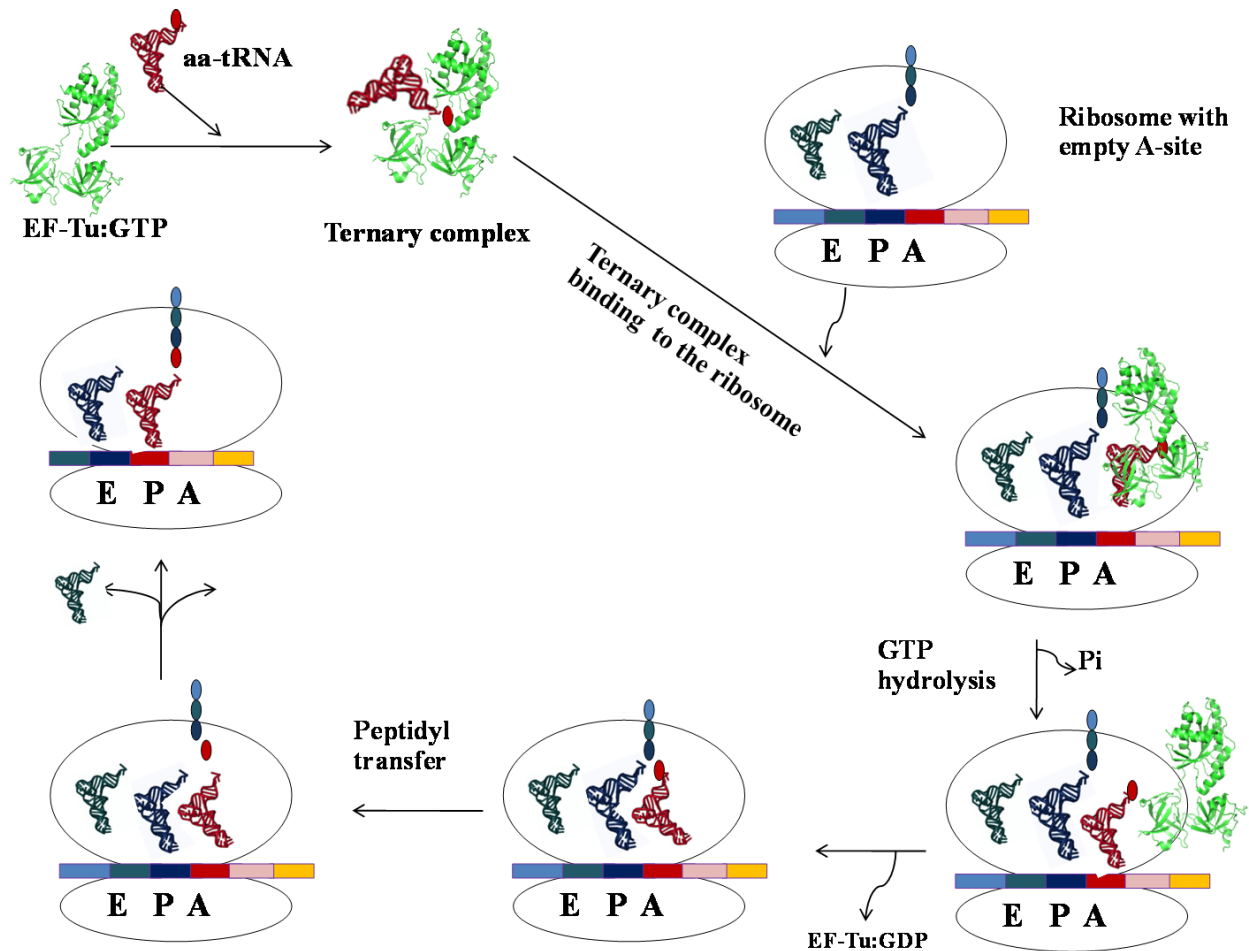 aa-tRNA
EF-Tu:GTP
Ternary complex
Ribosome with
empty A-site
E P A
Ternary complex
binding to the ribosome
E P A
E P A
GTP
hydrolysis
Pi
Peptidyl
transfer
E P A
E P A
E P A
EF-Tu:GDP